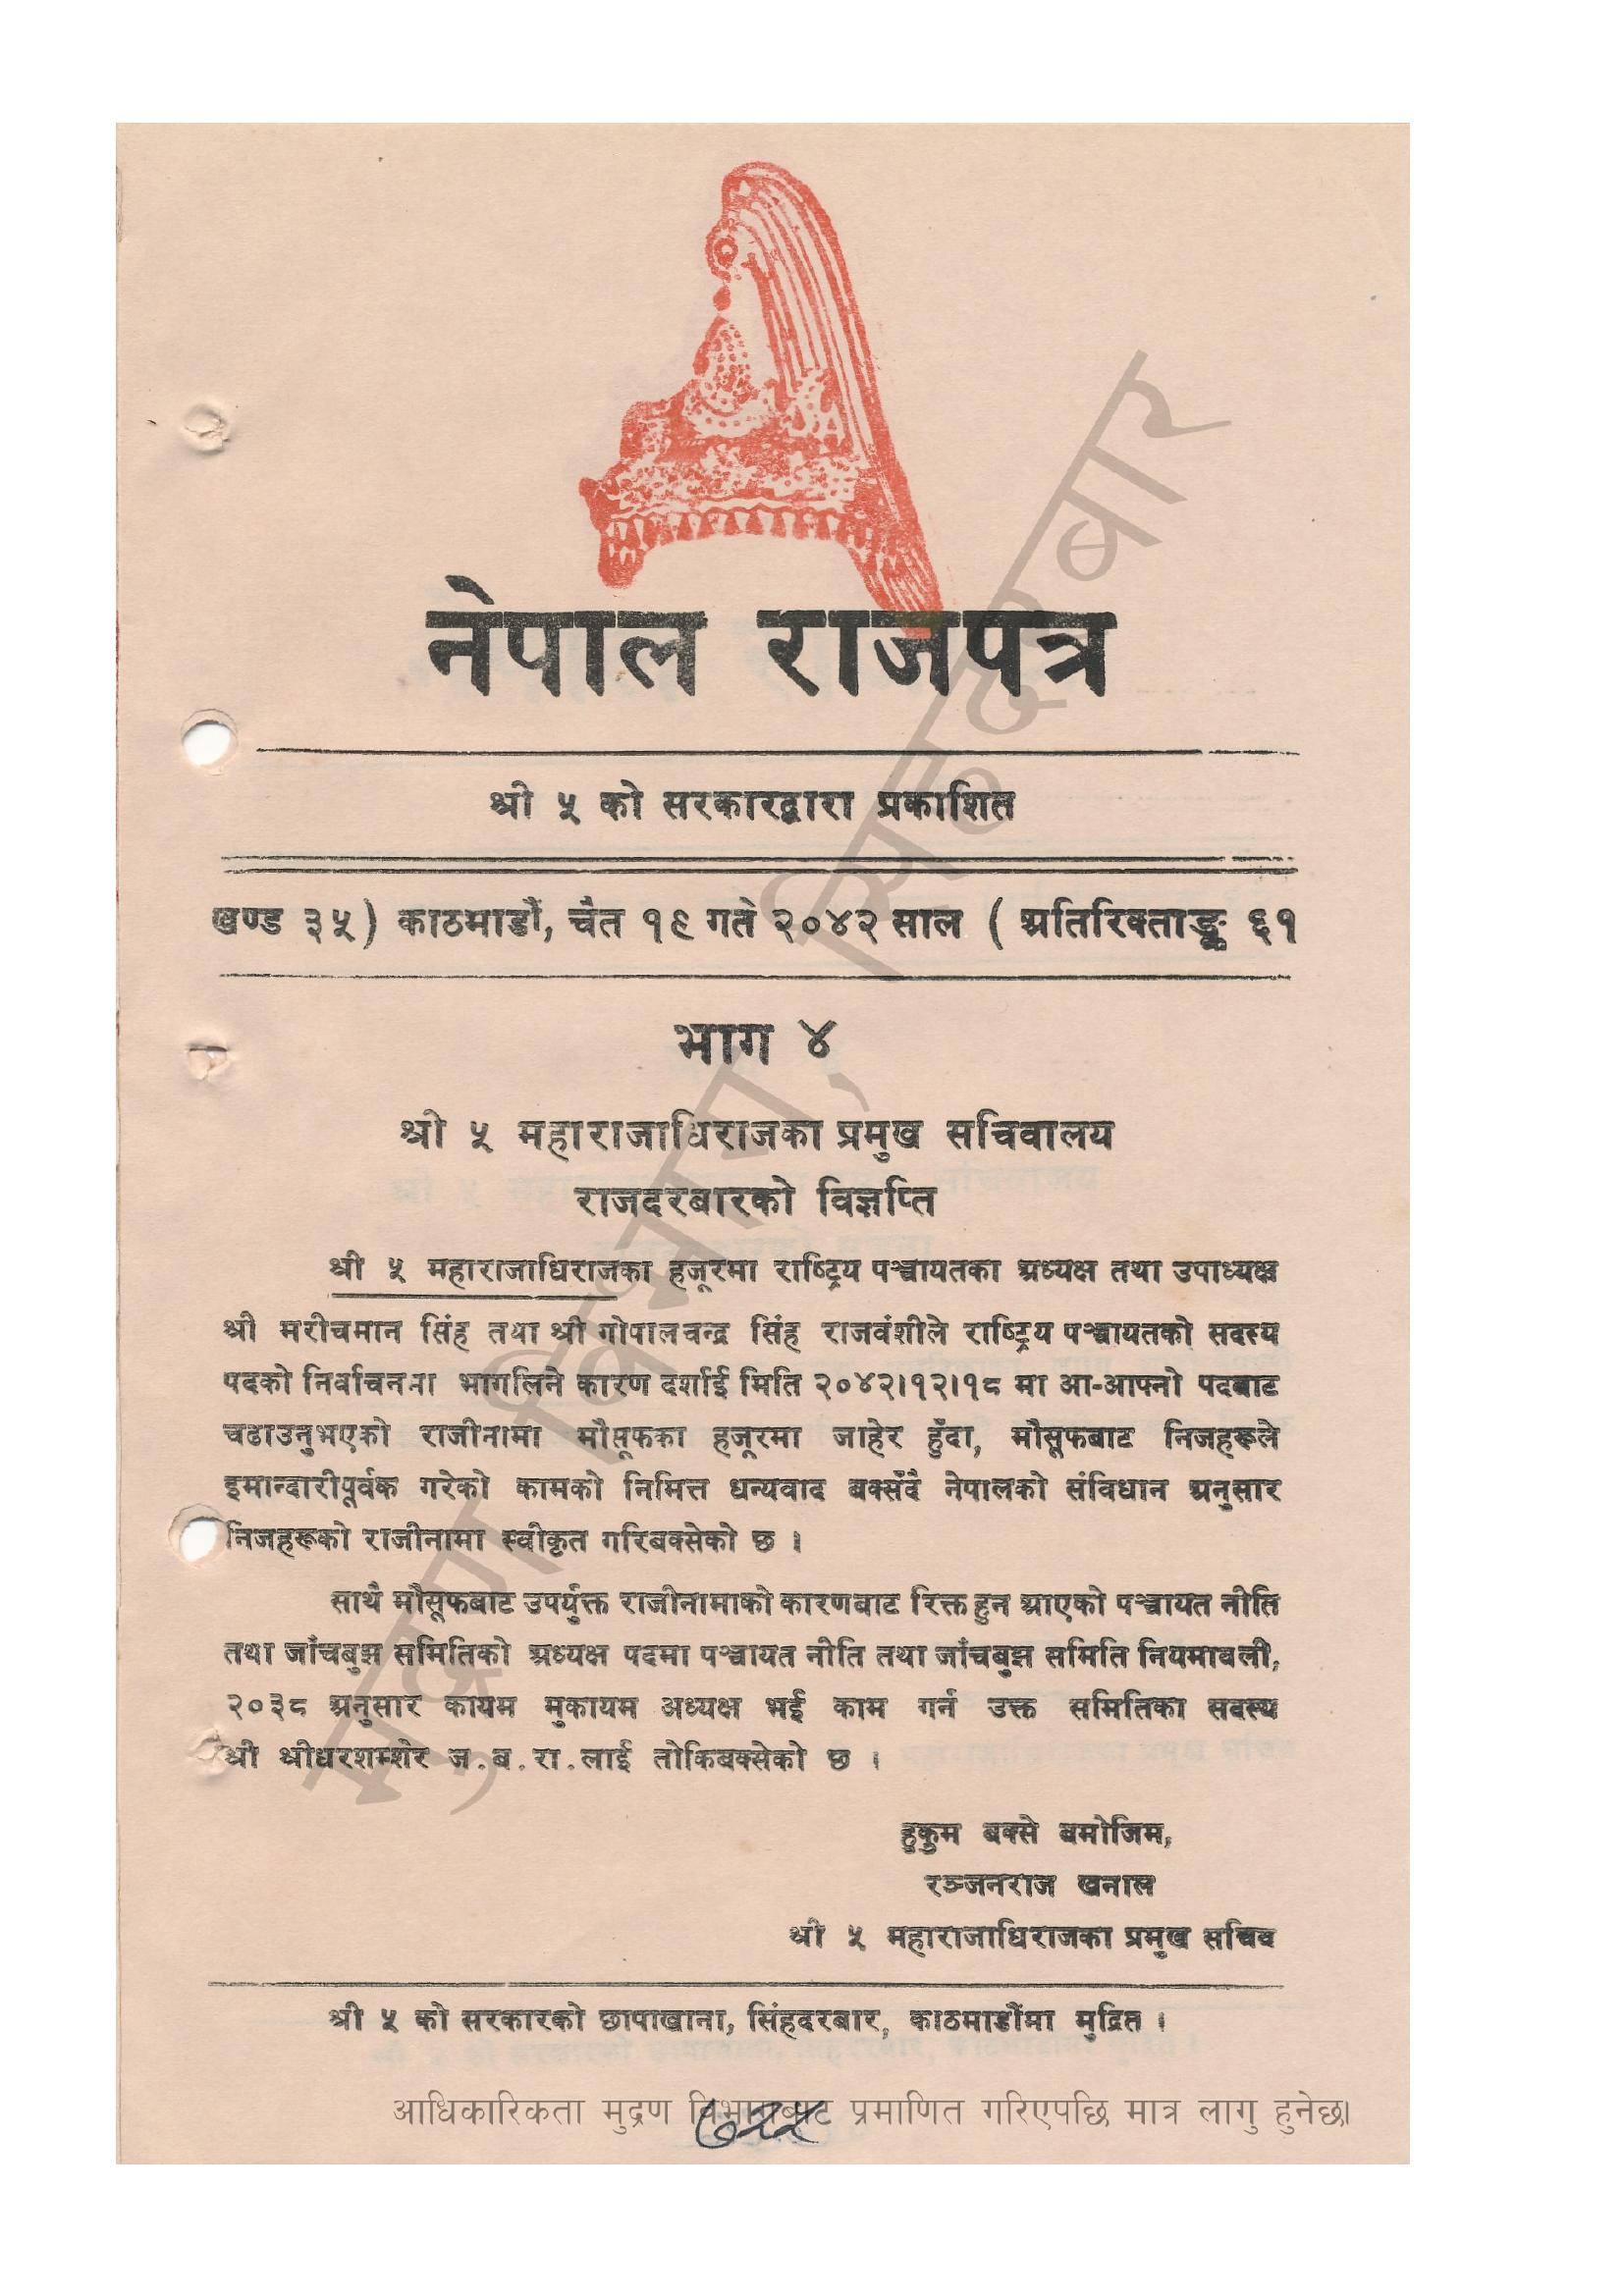 नेपाल राजपत्र
श्री ५ को सरकारद्वारा प्रकाशित
खण्ड ३५) काठमाडौं, चैत १९ गते २०४२ साल ( अतिरिक्ताङ्क ६१
भाग ४
श्री ५ महाराजाधिराजका प्रमुख सचिवालय
राजदरबारको विज्ञप्ति
श्री ५ महाराजाधिराजका हजूरमा राष्ट्रिय पञ्चायतका अध्यक्ष तथा उपाध्यक्ष
श्री मरीचमान सिंह तथा श्री गोपालचन्द्र सिंह राजवंशीले राष्ट्रिय पञ्चायतको सदस्य
पदको निर्वाचनमा भागलिने कारण दर्शाई मिति २०४२।१२।१८ मा आ-आफ्नो पदबाट
चढाउनुभएको राजीनामा मौसूफका हजूरमा जाहेर हुँदा, मौसूफबाट निजहरूले
इमान्दारीपूर्वक गरेको कामको निमित्त धन्यवाद बक्सँदै नेपालको संविधान अनुसार
निजहरूको राजीनामा स्वीकृत गरिबक्सेको छ ।
साथै मौसूफबाट उपर्युक्त राजीनामाको कारणबाट रिक्त हुन आएको पञ्चायत नीति
तथा जाँचबुझ समितिको अध्यक्ष पदमा पञ्चायत नीति तथा जाँचबुझ समिति नियमावली,
२०३८ अनुसार कायम मुकायम अध्यक्ष भई काम गर्न उक्त समितिका सदस्य
श्री श्रीधरशम्शेर ज.ब.रा.लाई तोकिबक्सेको छ ।
हुकुम बक्से बमोजिम,
रञ्जनराज खनाल
श्री ५ महाराजाधिराजका प्रमुख सचिव
श्री ५ को सरकारको छापाखाना, सिंहदरबार, काठमाडौंमा मुद्रित ।
आधिकारिकता मुद्रण विभागबाट प्रमाणित गरिएपछि मात्र लागु हुनेछ।
७२५
मुद्रण विभाग, सिंहदरबार